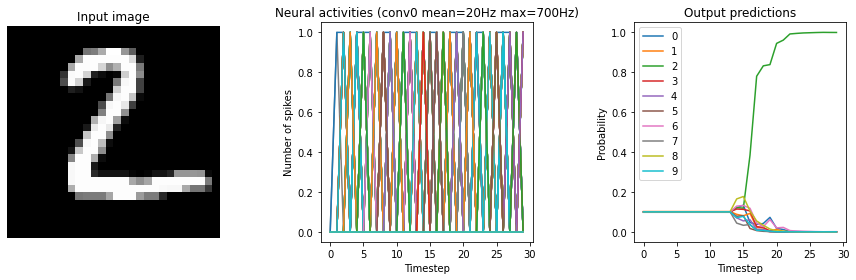 Input image
2
Neural activities (conv0 mean=20Hz max=700Hz)
Number of spikes
1.0
0.8
0.6
0.4
0.2
0.0
0 5 10 15 20 25 30
Timestep
Output predictions
Probability
1.0
0.8
0.6
0.4
0.2
0.0
0
1
2
3
4
5
6
7
8
9
0 5 10 15 20 25 30
Timestep